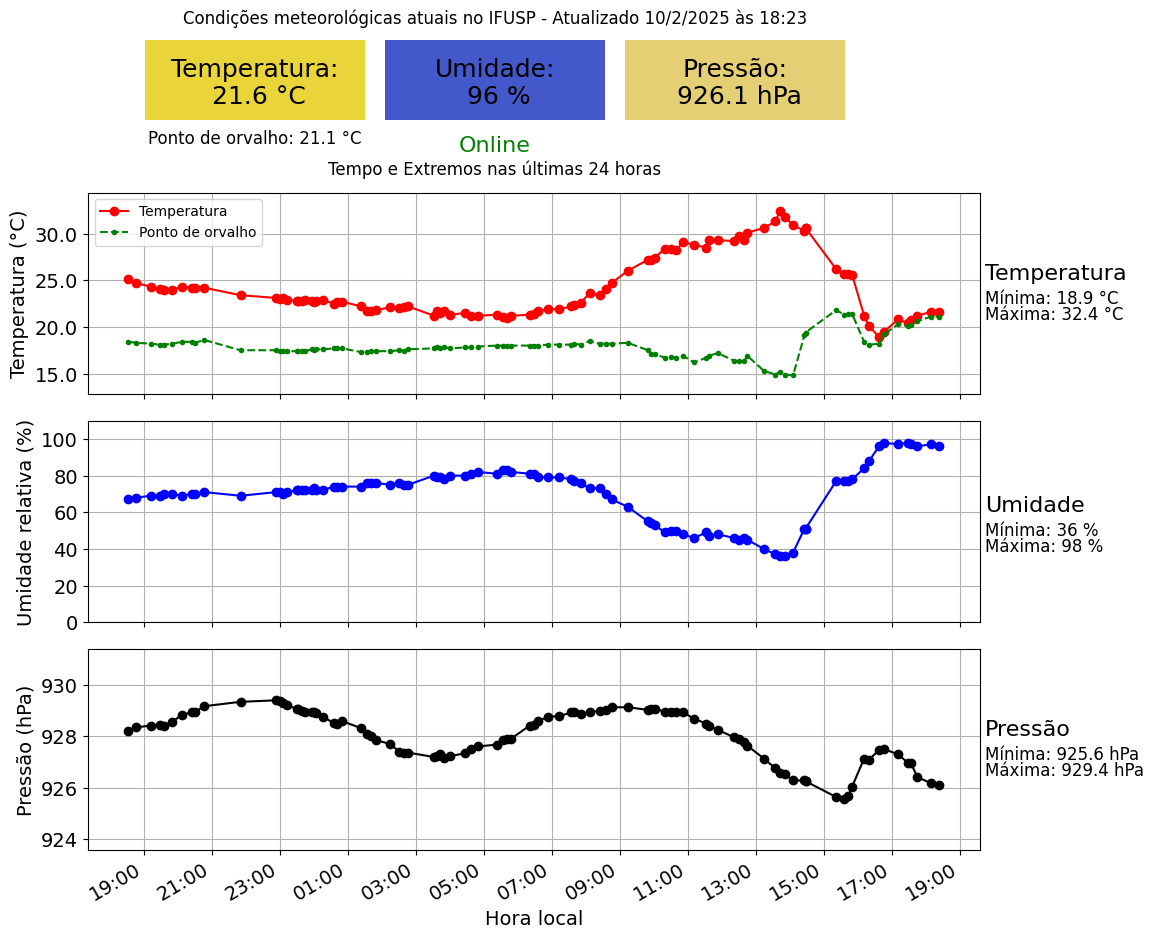 Condições meteorológicas atuais no IFUSP - Atualizado 10/2/2025 às 18:23
Temperatura:
21.6 °C
Umidade:
96 %
Pressão:
926.1 hPa
Ponto de orvalho: 21.1 °C
Online
Tempo e Extremos nas últimas 24 horas
Temperatura (°C)
30.0
25.0
20.0
15.0
Temperatura
Ponto de orvalho
Temperatura
Mínima: 18.9 °C
Máxima: 32.4 °C
Umidade relativa (%)
100
80
60
40
20
0
Umidade
Mínima: 36 %
Máxima: 98 %
Pressão (hPa)
930
928
926
924
Pressão
Mínima: 925.6 hPa
Máxima: 929.4 hPa
19:00 21:00 23:00 01:00 03:00 05:00 07:00 09:00 11:00 13:00 15:00 17:00 19:00
Hora local